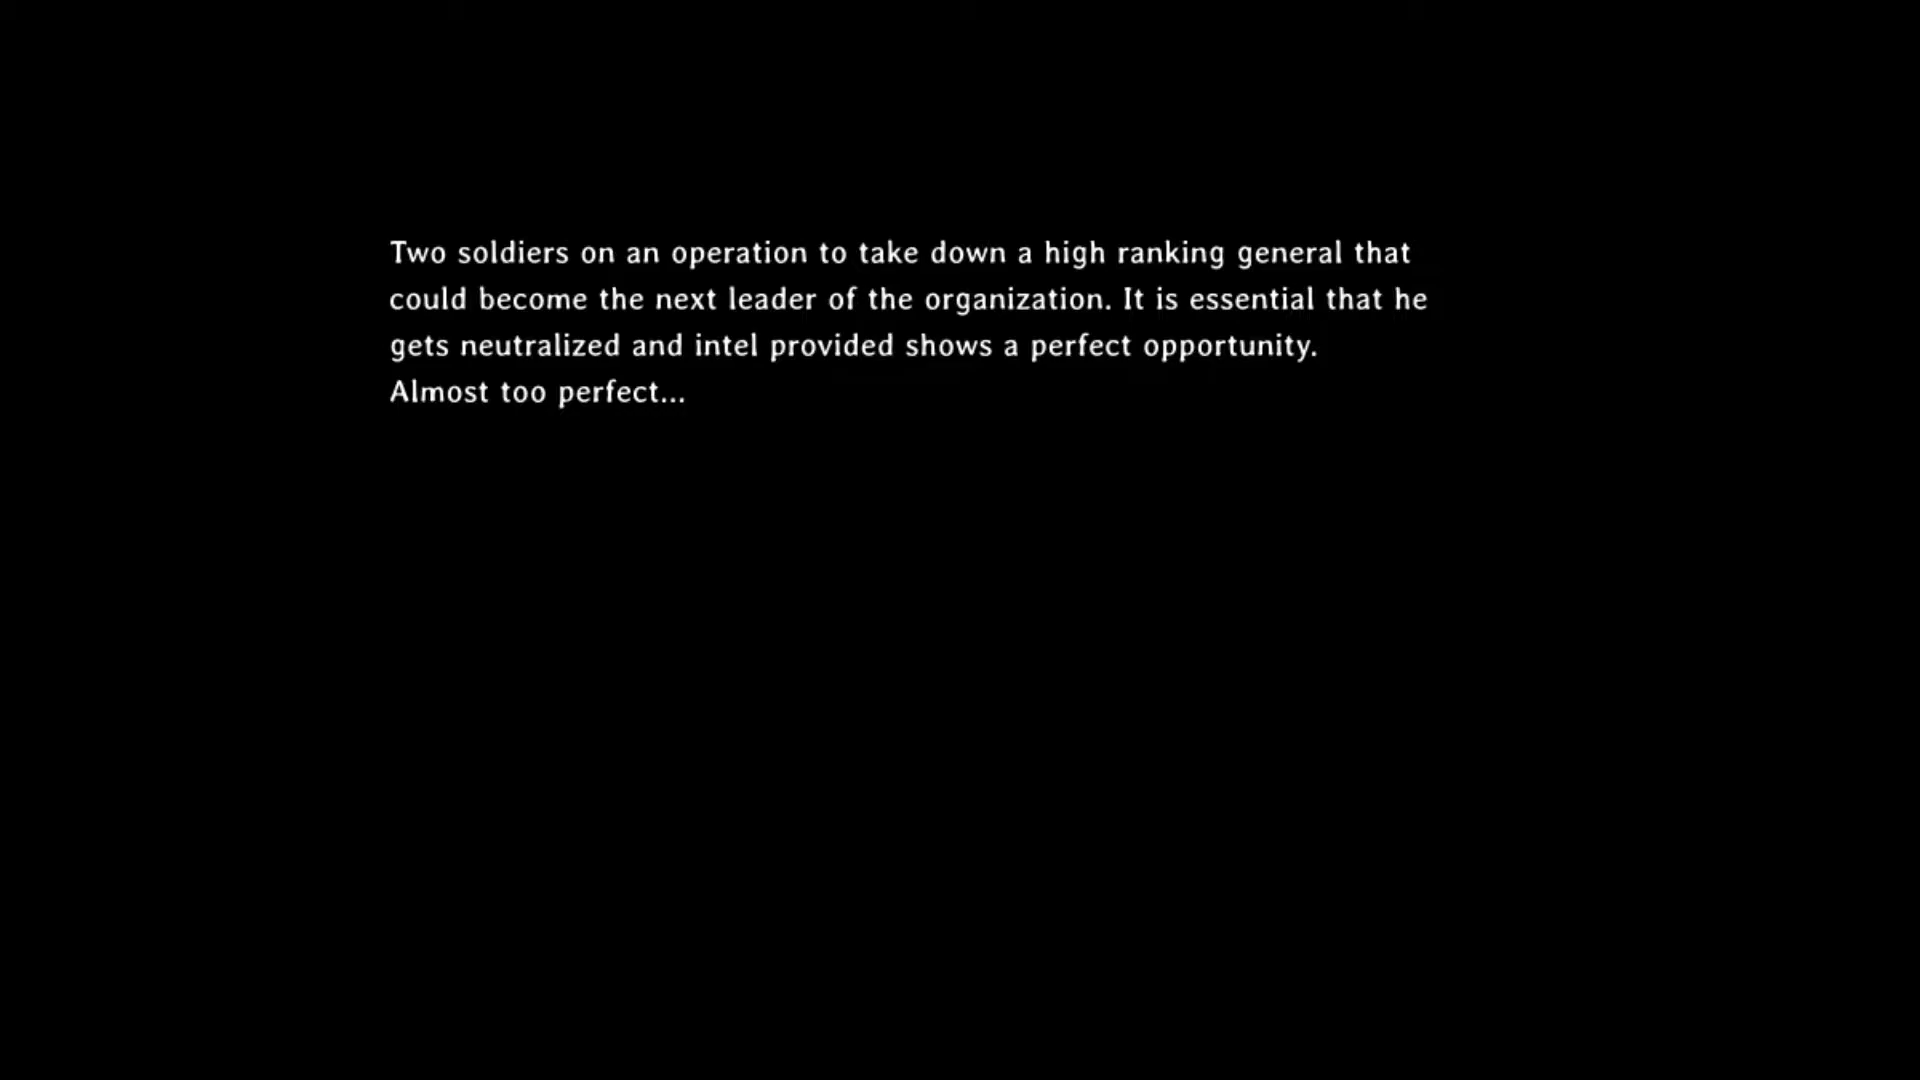 Two soldiers on an operation to take down a high ranking general that
could become the next leader of the organization. It is essential that he
gets neutralized and intel provided shows a perfect opportunity.
Almost too perfect...